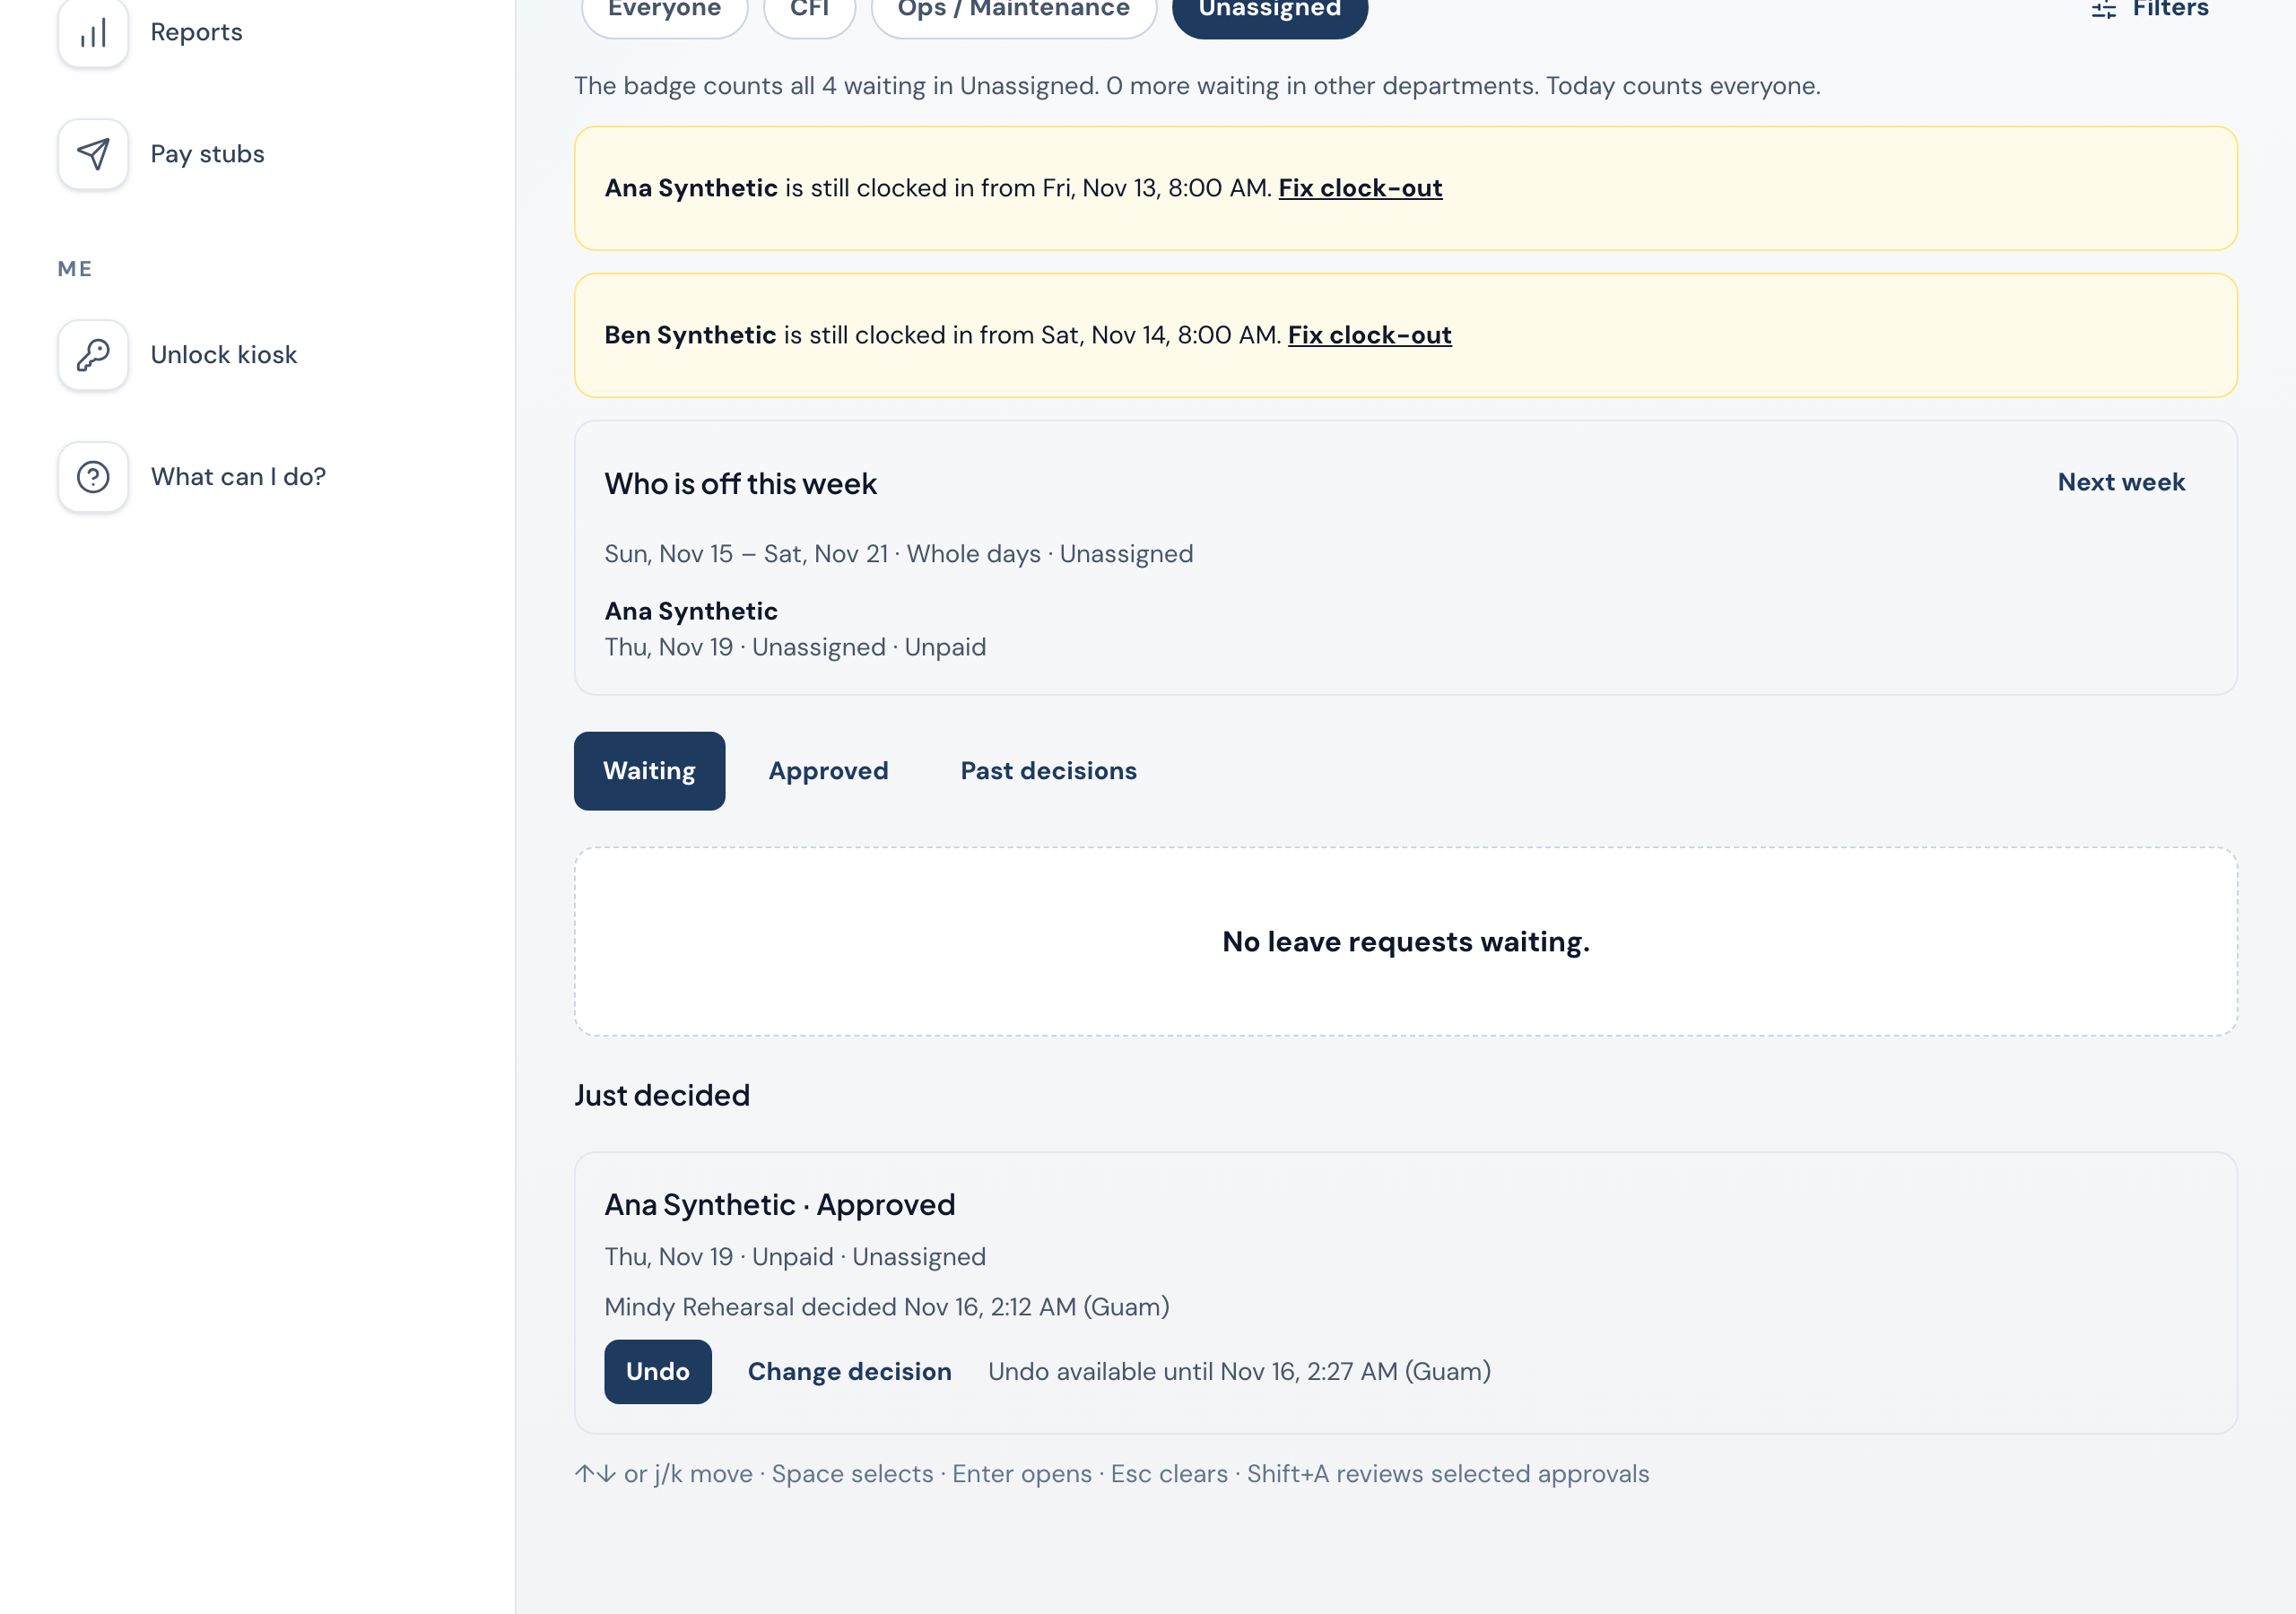 Reports
Pay stubs
ME
Unlock kiosk
What can I do?
Everyone
CFI
Ops / Maintenance
Unassigned
Filters
The badge counts all 4 waiting in Unassigned. 0 more waiting in other departments. Today counts everyone.
Ana Synthetic is still clocked in from Fri, Nov 13, 8:00 AM. Fix clock-out
Ben Synthetic is still clocked in from Sat, Nov 14, 8:00 AM. Fix clock-out
Who is off this week
Next week
Sun, Nov 15 – Sat, Nov 21 · Whole days · Unassigned
Ana Synthetic
Thu, Nov 19 · Unassigned · Unpaid
Waiting
Approved
Past decisions
No leave requests waiting.
Just decided
Ana Synthetic · Approved
Thu, Nov 19 · Unpaid · Unassigned
Mindy Rehearsal decided Nov 16, 2:12 AM (Guam)
Undo
Change decision
Undo available until Nov 16, 2:27 AM (Guam)
↑↓ or j/k move · Space selects · Enter opens · Esc clears · Shift+A reviews selected approvals